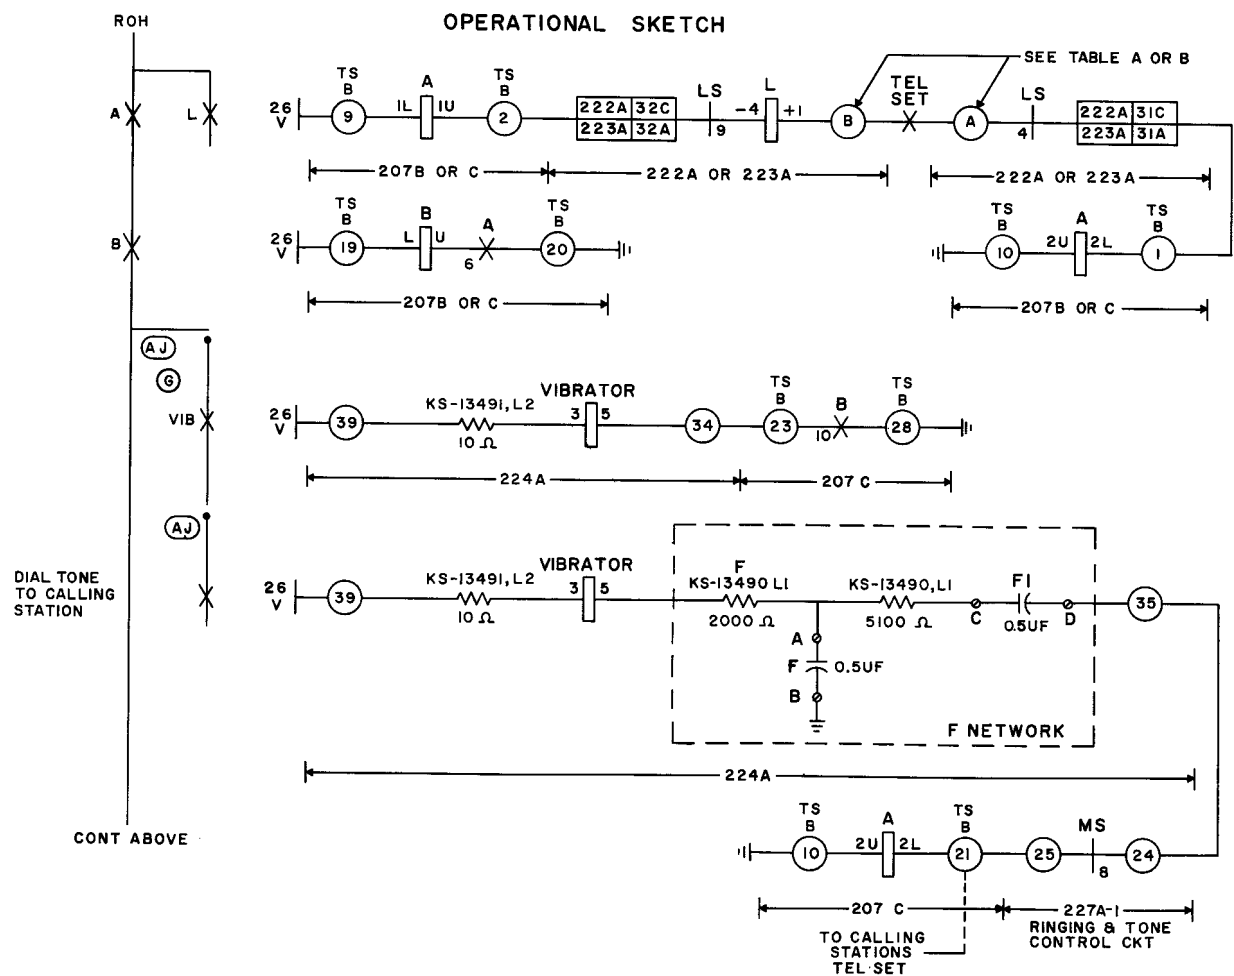 ROH
OPERATIONAL SKETCH
SEE TABLE A OR B
A
L
26 V
TS B 9
1L A 1U
TS B 2
222A 32C
223A 32A
LS 9
-4 L +1
B
TEL SET
A
LS 4
222A 31C
223A 31A
207B OR C
222A OR 223A
222A OR 223A
B
26 V
TS B 19
L B U
A 6
TS B 20
TS B 10
2U A 2L
TS B 1
207B OR C
207B OR C
AJ
G
VIB
26 V
39
KS-13491, L2
10 Ω
VIBRATOR
3 5
34
TS B 23
B 10
TS B 28
224A
207 C
AJ
DIAL TONE
TO CALLING
STATION
26 V
39
KS-13491, L2
10 Ω
VIBRATOR
3 5
F
KS-13490 L1
2000 Ω
KS-13490, L1
5100 Ω
C
F1
0.5UF
D
35
A
F 0.5UF
B
F NETWORK
224A
CONT ABOVE
TS B 10
2U A 2L
TS B 21
25
MS 8
24
207 C
227A-1
RINGING & TONE
CONTROL CKT
TO CALLING
STATIONS
TEL SET